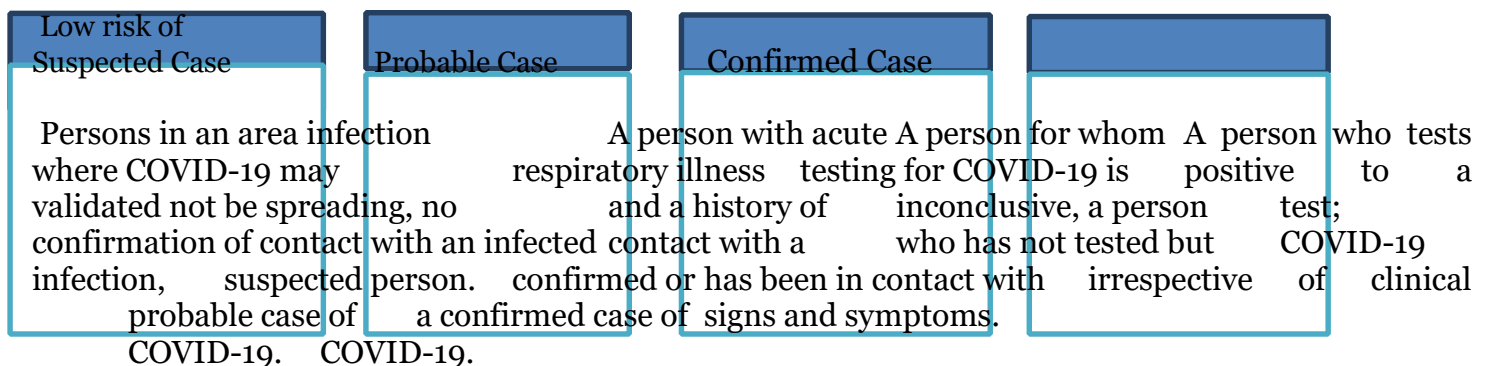 Low risk of
Suspected Case Probable Case Confirmed Case
Persons in an area infection A person with acute A person for whom A person who tests
where COVID-19 may respiratory illness testing for COVID-19 is positive to a
validated not be spreading, no and a history of inconclusive, a person test;
confirmation of contact with an infected contact with a who has not tested but COVID-19
infection, suspected person. confirmed or has been in contact with irrespective of clinical
probable case of a confirmed case of signs and symptoms.
COVID-19. COVID-19.